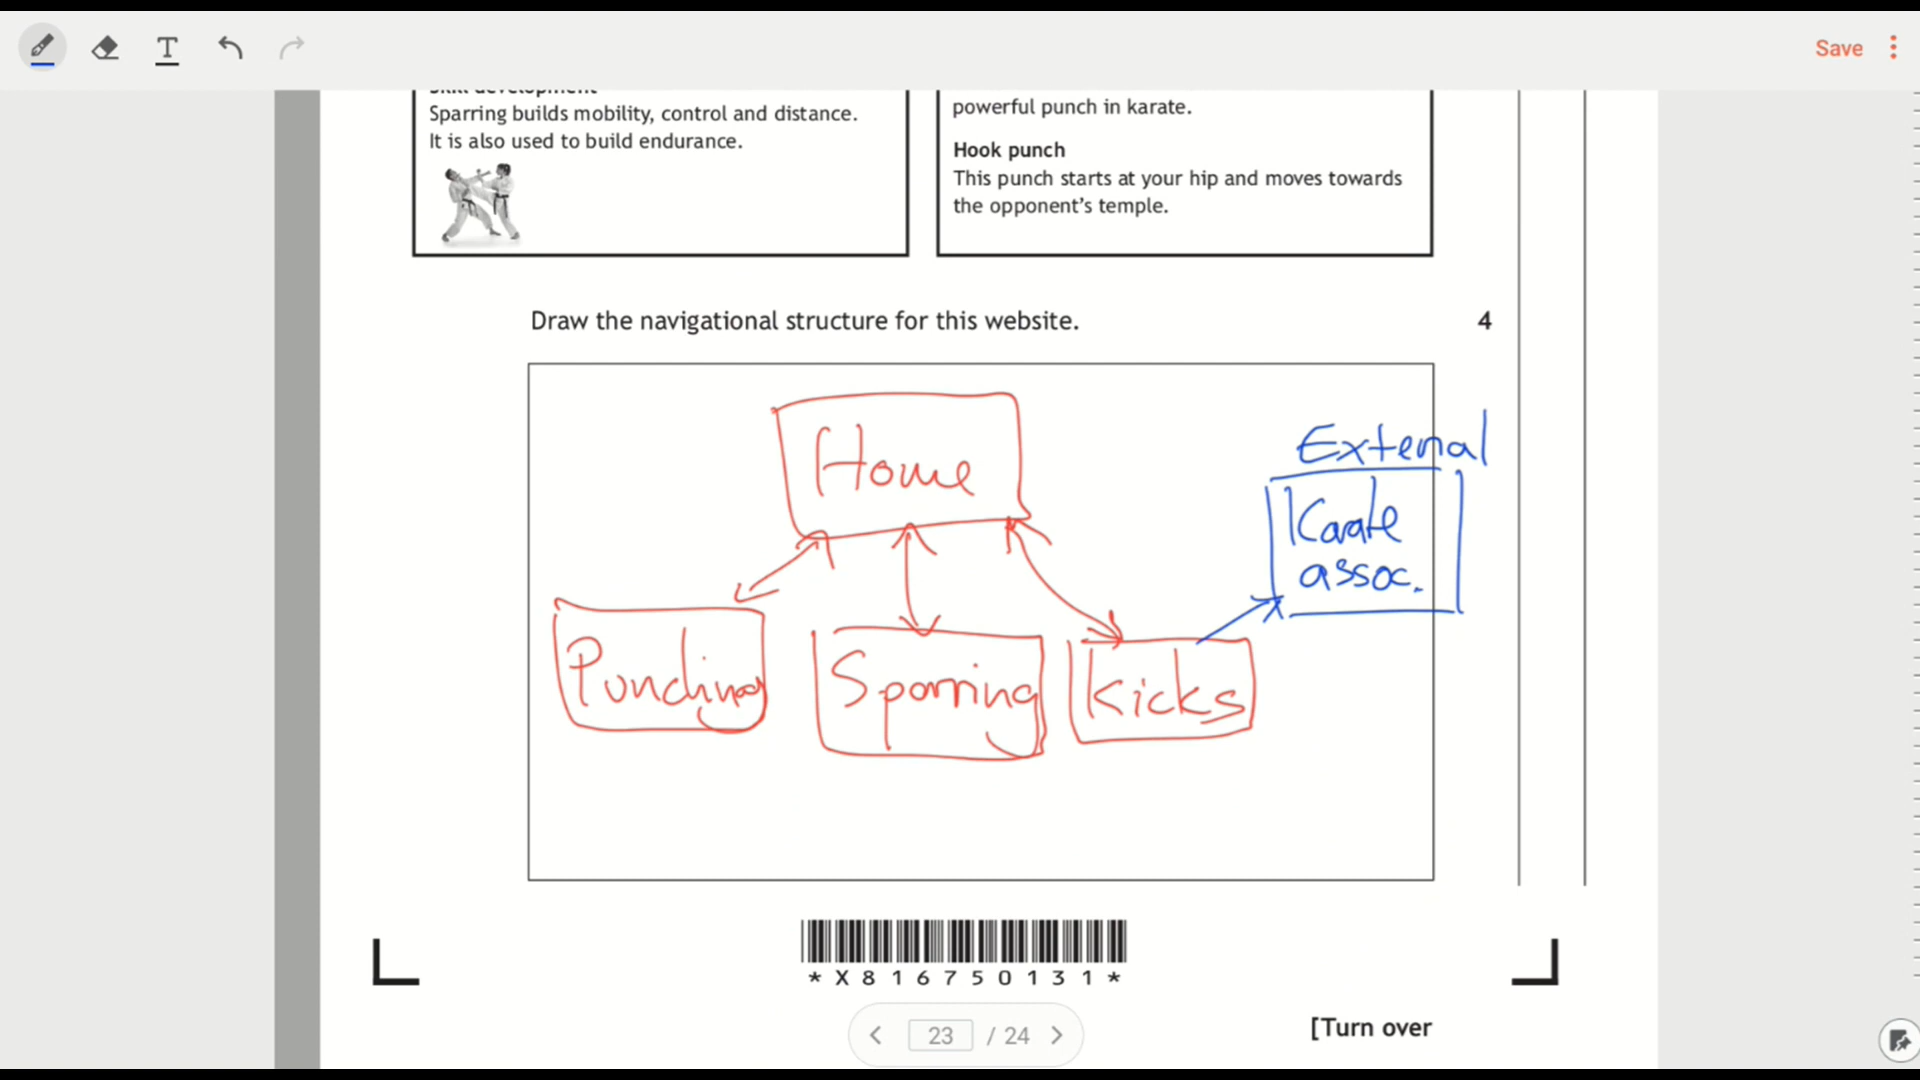 Save
Skill development
Sparring builds mobility, control and distance.
It is also used to build endurance.
powerful punch in karate.
Hook punch
This punch starts at your hip and moves towards
the opponent's temple.
Draw the navigational structure for this website.
4
Home
External
Karate
assoc.
Punching
Sparring
Kicks
*X816750131*
23 / 24
[Turn over